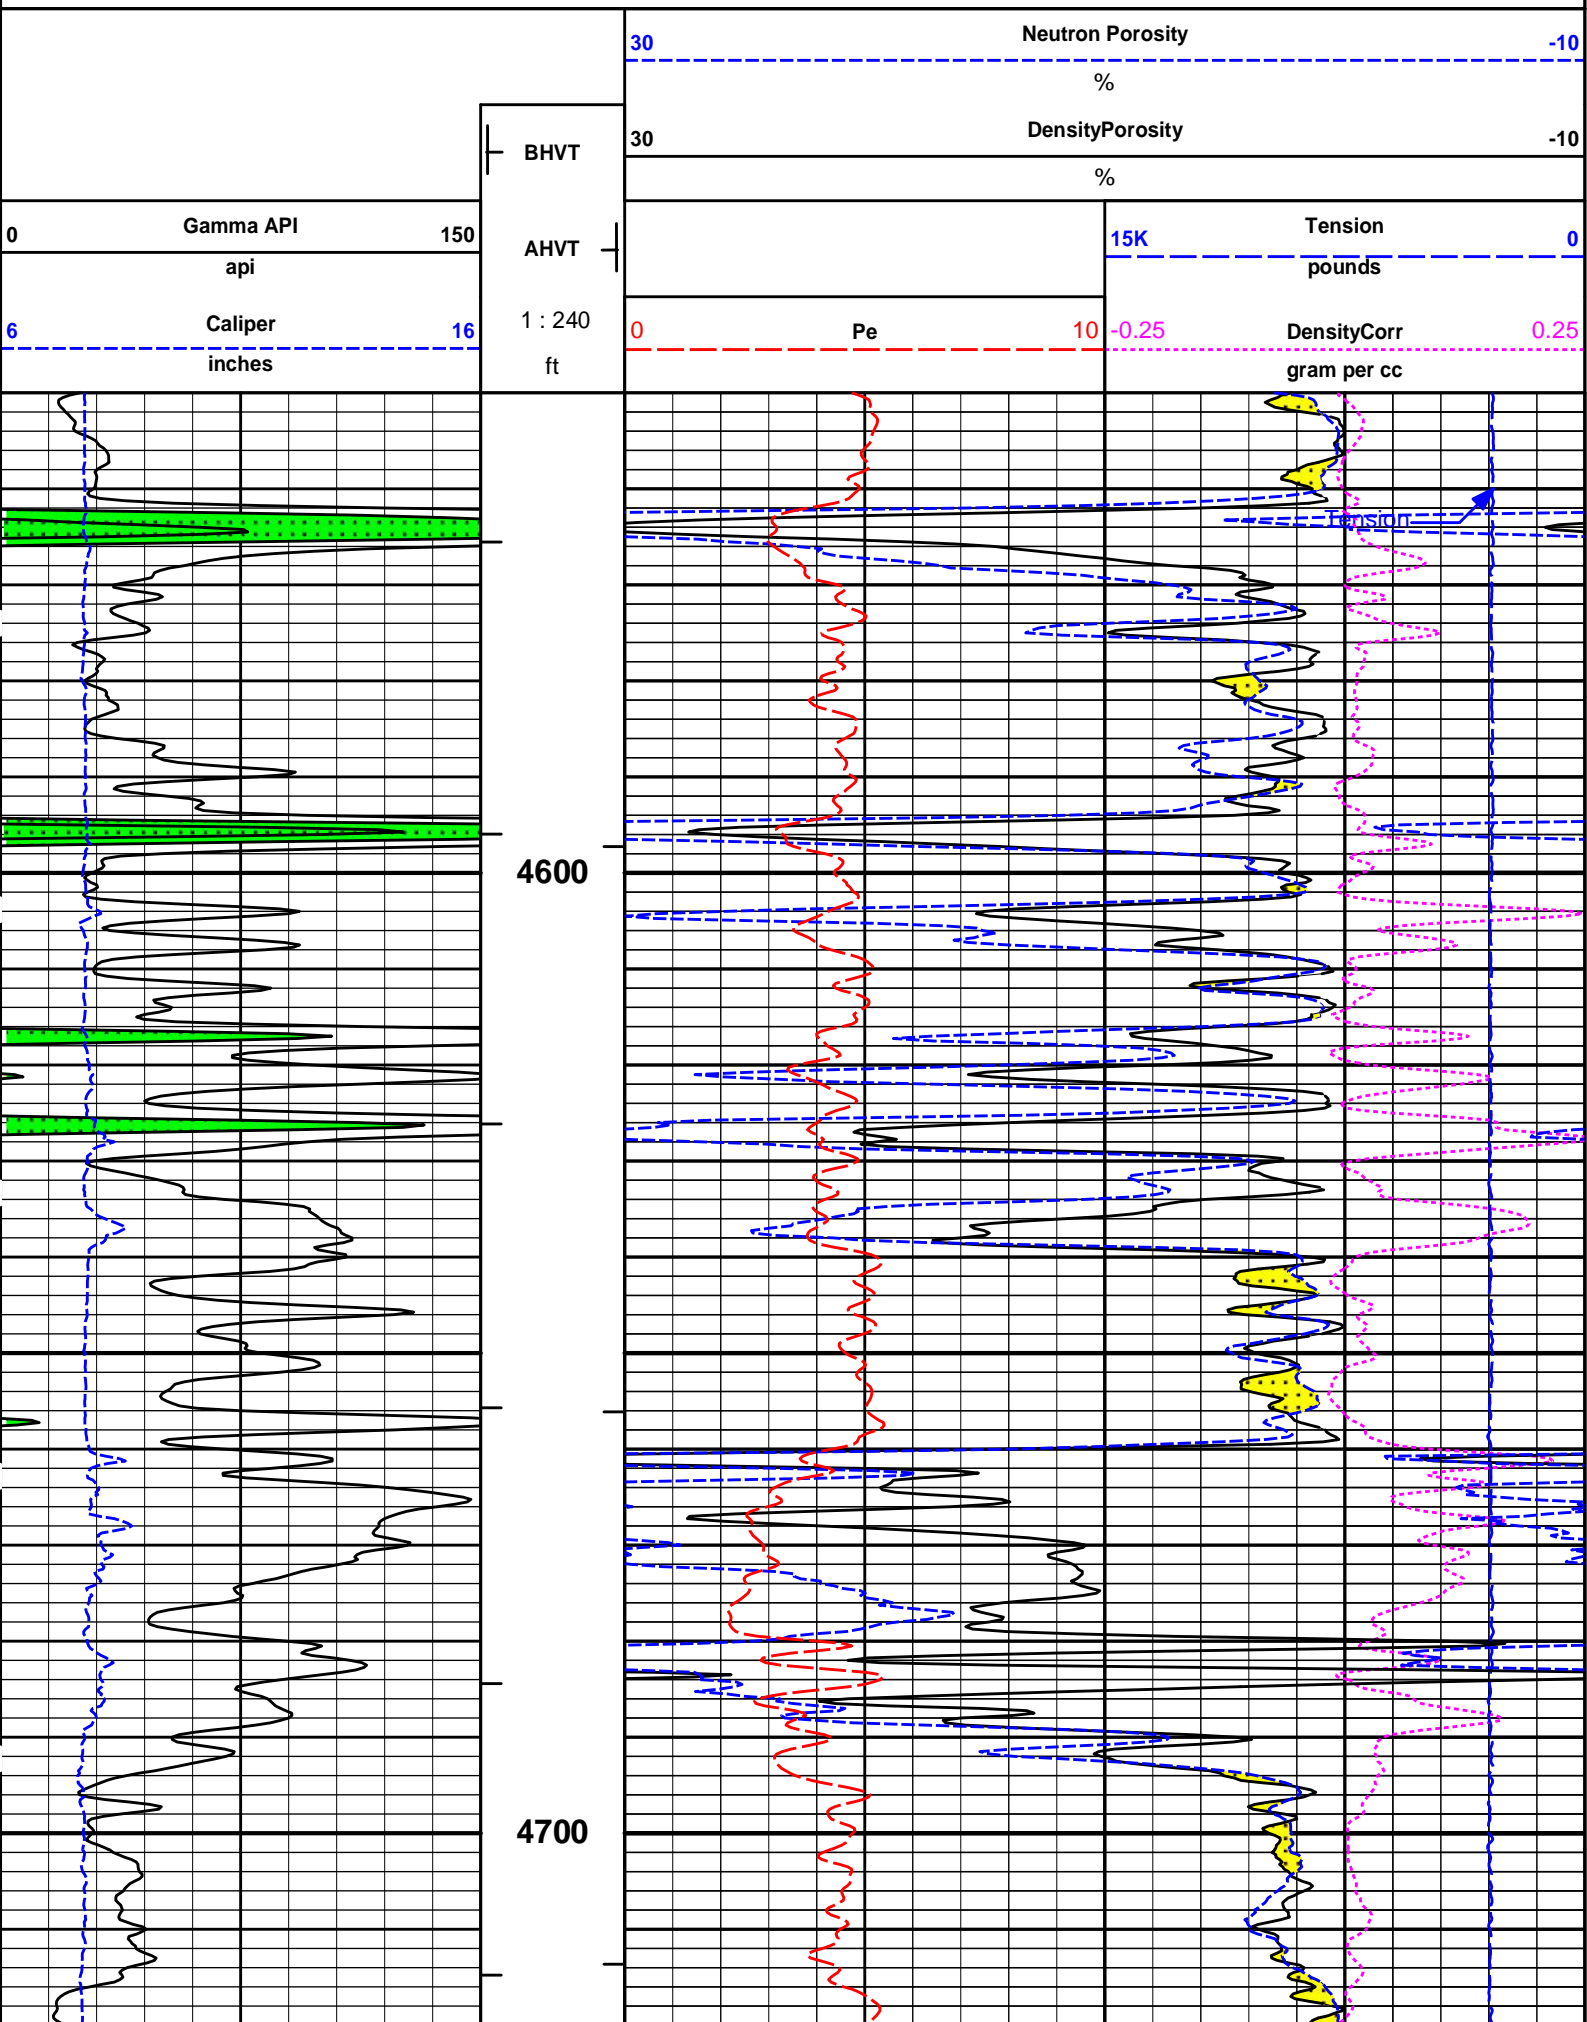 30 Neutron Porosity -10
%
30 DensityPorosity -10
%
BHVT
AHVT
1 : 240
ft
0 Gamma API 150
api
6 Caliper 16
inches
15K Tension 0
pounds
0 Pe 10
-0.25 DensityCorr 0.25
gram per cc
Tension
4600
4700